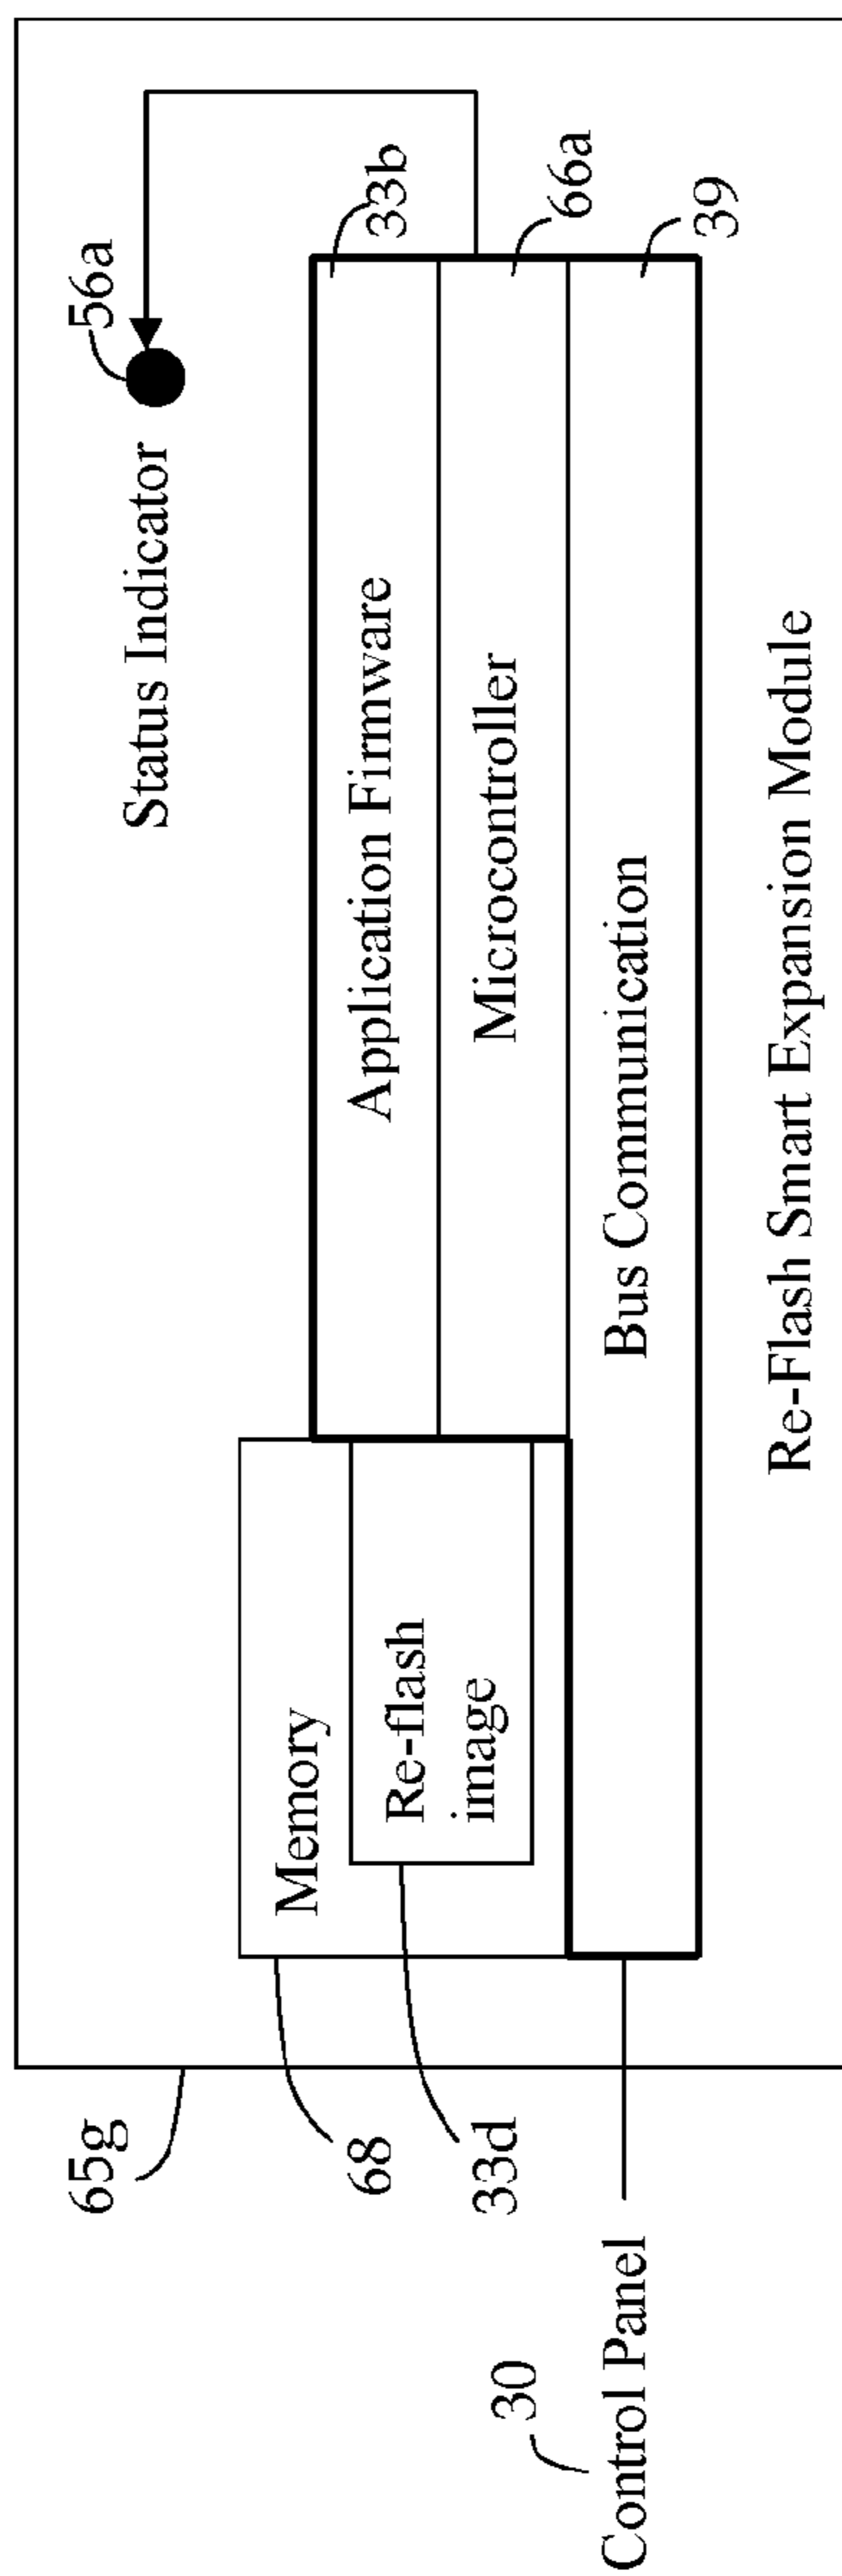 56a
Status Indicator
33b
Application Firmware
66a
Microcontroller
39
Bus Communication
Memory
Re-flash
image
65g
68
33d
30
Control Panel
Re-Flash Smart Expansion Module